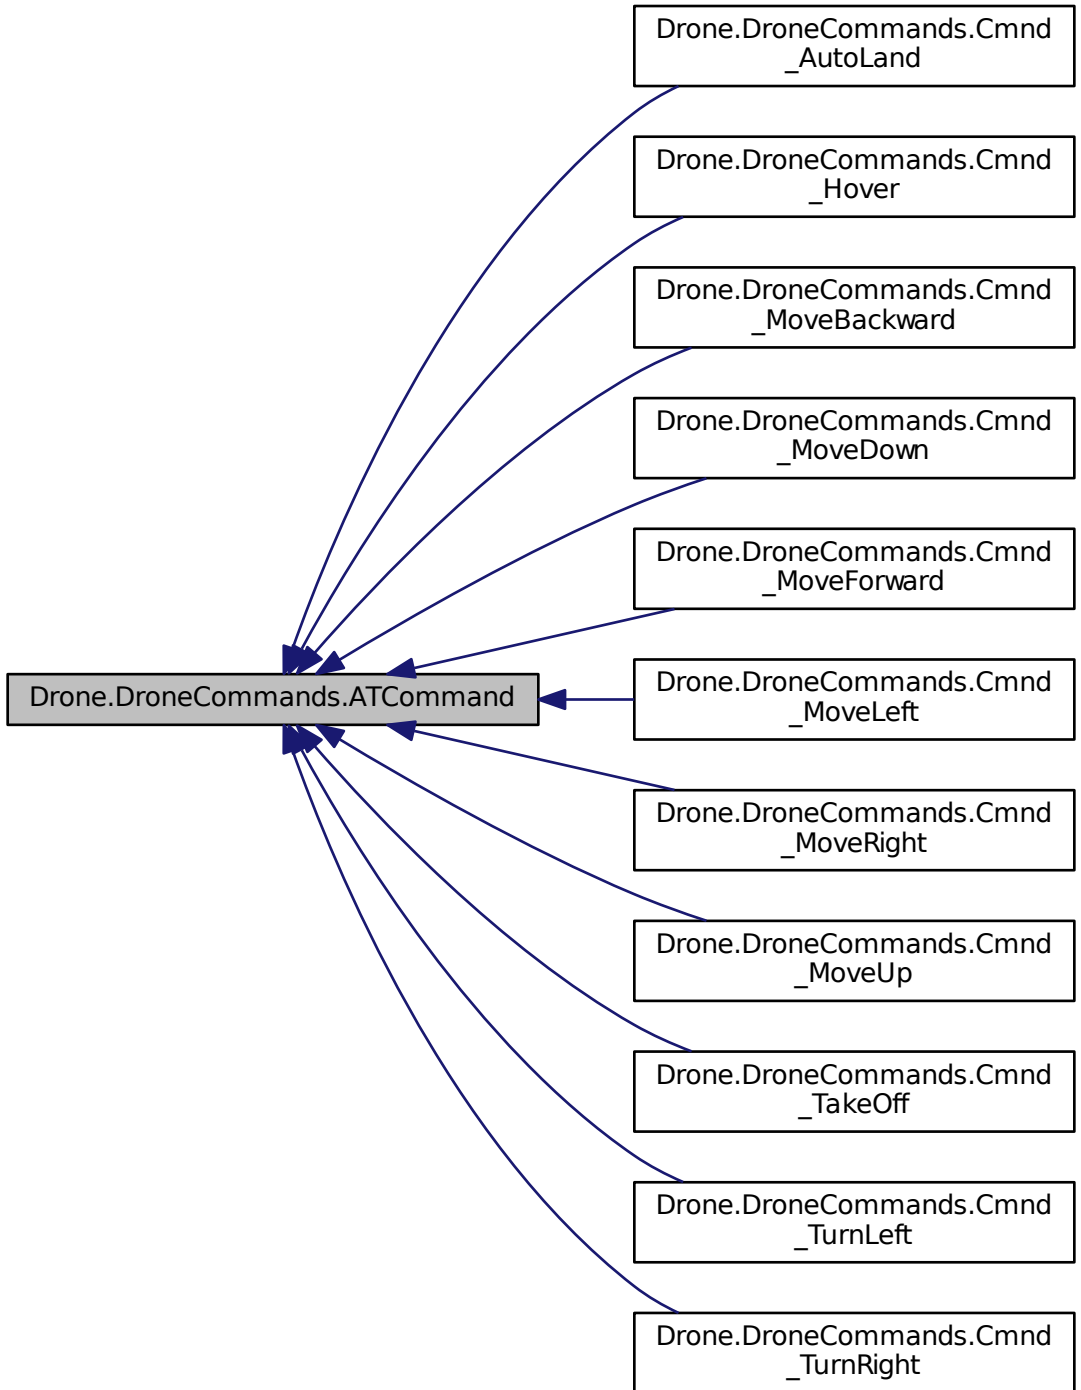 Drone.DroneCommands.Cmnd
_AutoLand
Drone.DroneCommands.Cmnd
_Hover
Drone.DroneCommands.Cmnd
_MoveBackward
Drone.DroneCommands.Cmnd
_MoveDown
Drone.DroneCommands.Cmnd
_MoveForward
Drone.DroneCommands.ATCommand
Drone.DroneCommands.Cmnd
_MoveLeft
Drone.DroneCommands.Cmnd
_MoveRight
Drone.DroneCommands.Cmnd
_MoveUp
Drone.DroneCommands.Cmnd
_TakeOff
Drone.DroneCommands.Cmnd
_TurnLeft
Drone.DroneCommands.Cmnd
_TurnRight